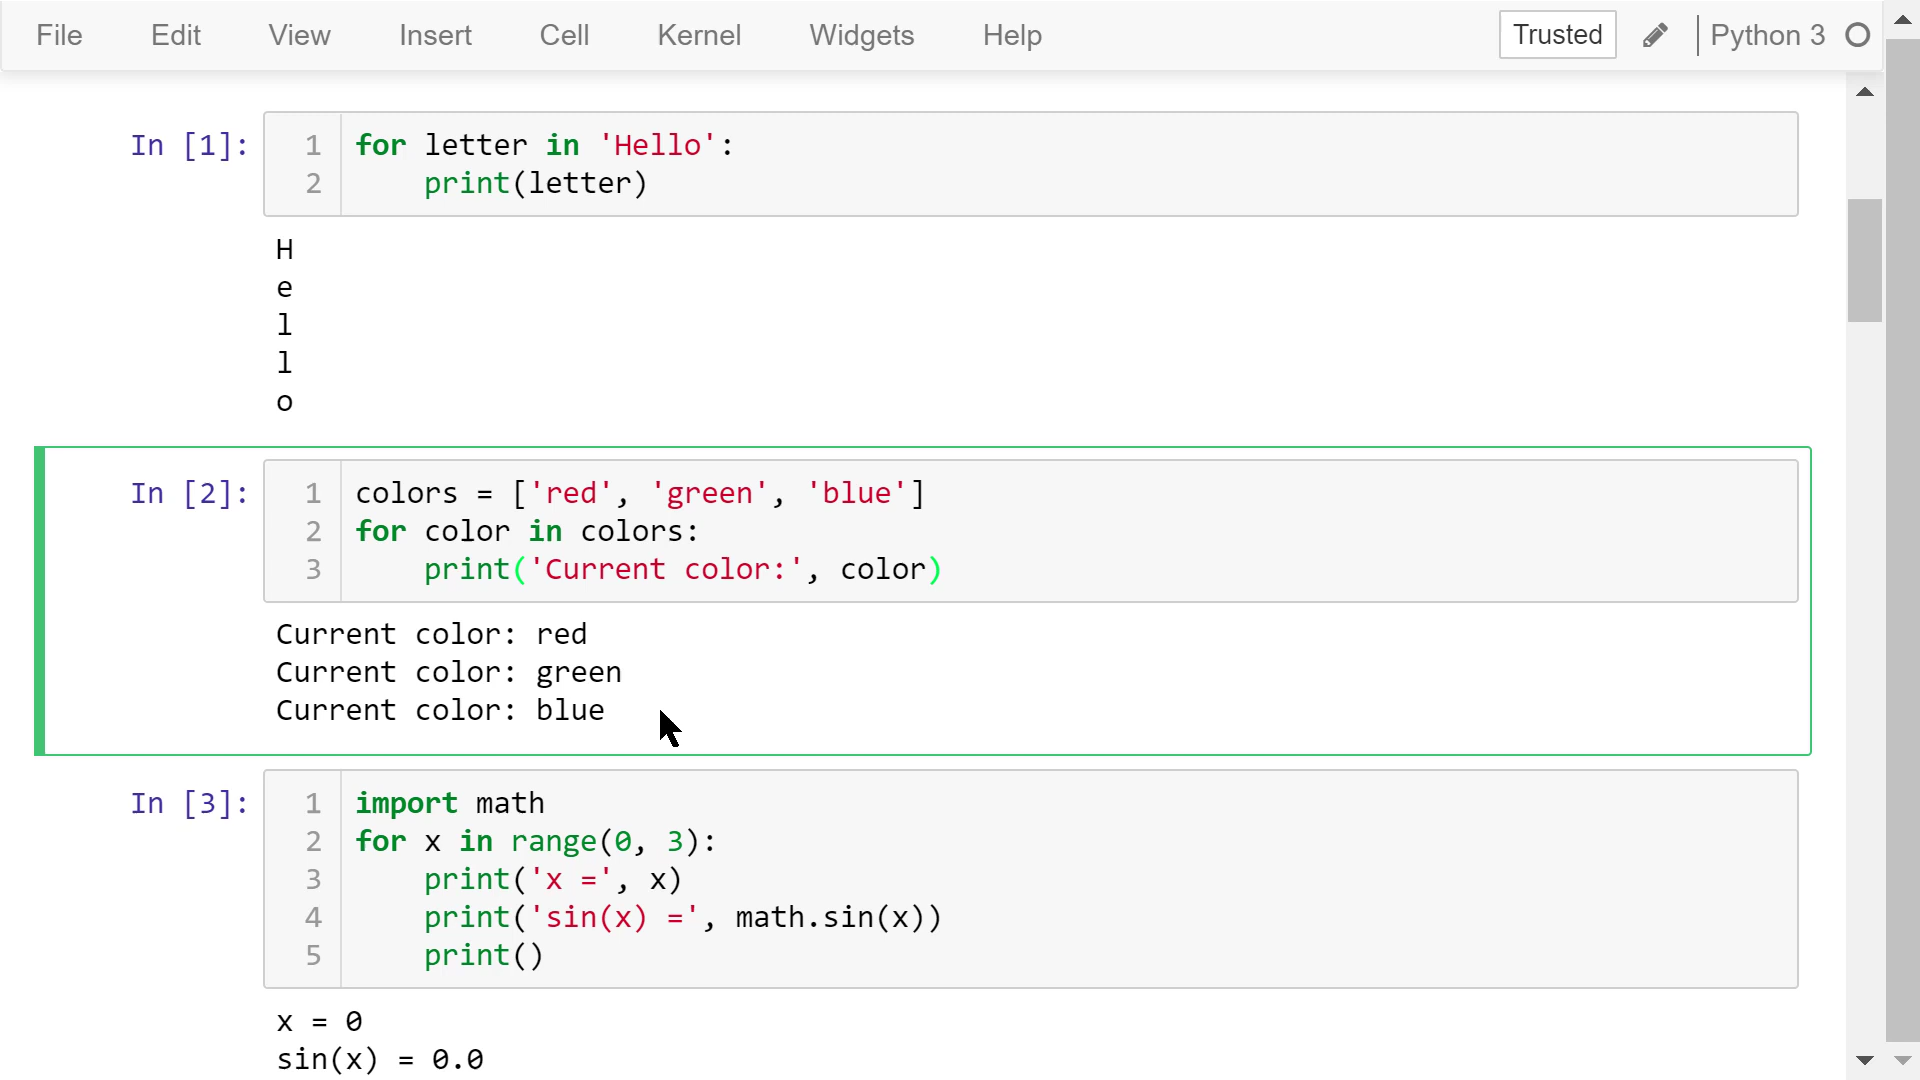 File Edit View Insert Cell Kernel Widgets Help Trusted Python 3
In [1]: 1 for letter in 'Hello':
2     print(letter)
H
e
l
l
o
In [2]: 1 colors = ['red', 'green', 'blue']
2 for color in colors:
3     print('Current color:', color)
Current color: red
Current color: green
Current color: blue
In [3]: 1 import math
2 for x in range(0, 3):
3     print('x =', x)
4     print('sin(x) =', math.sin(x))
5     print()
x = 0
sin(x) = 0.0